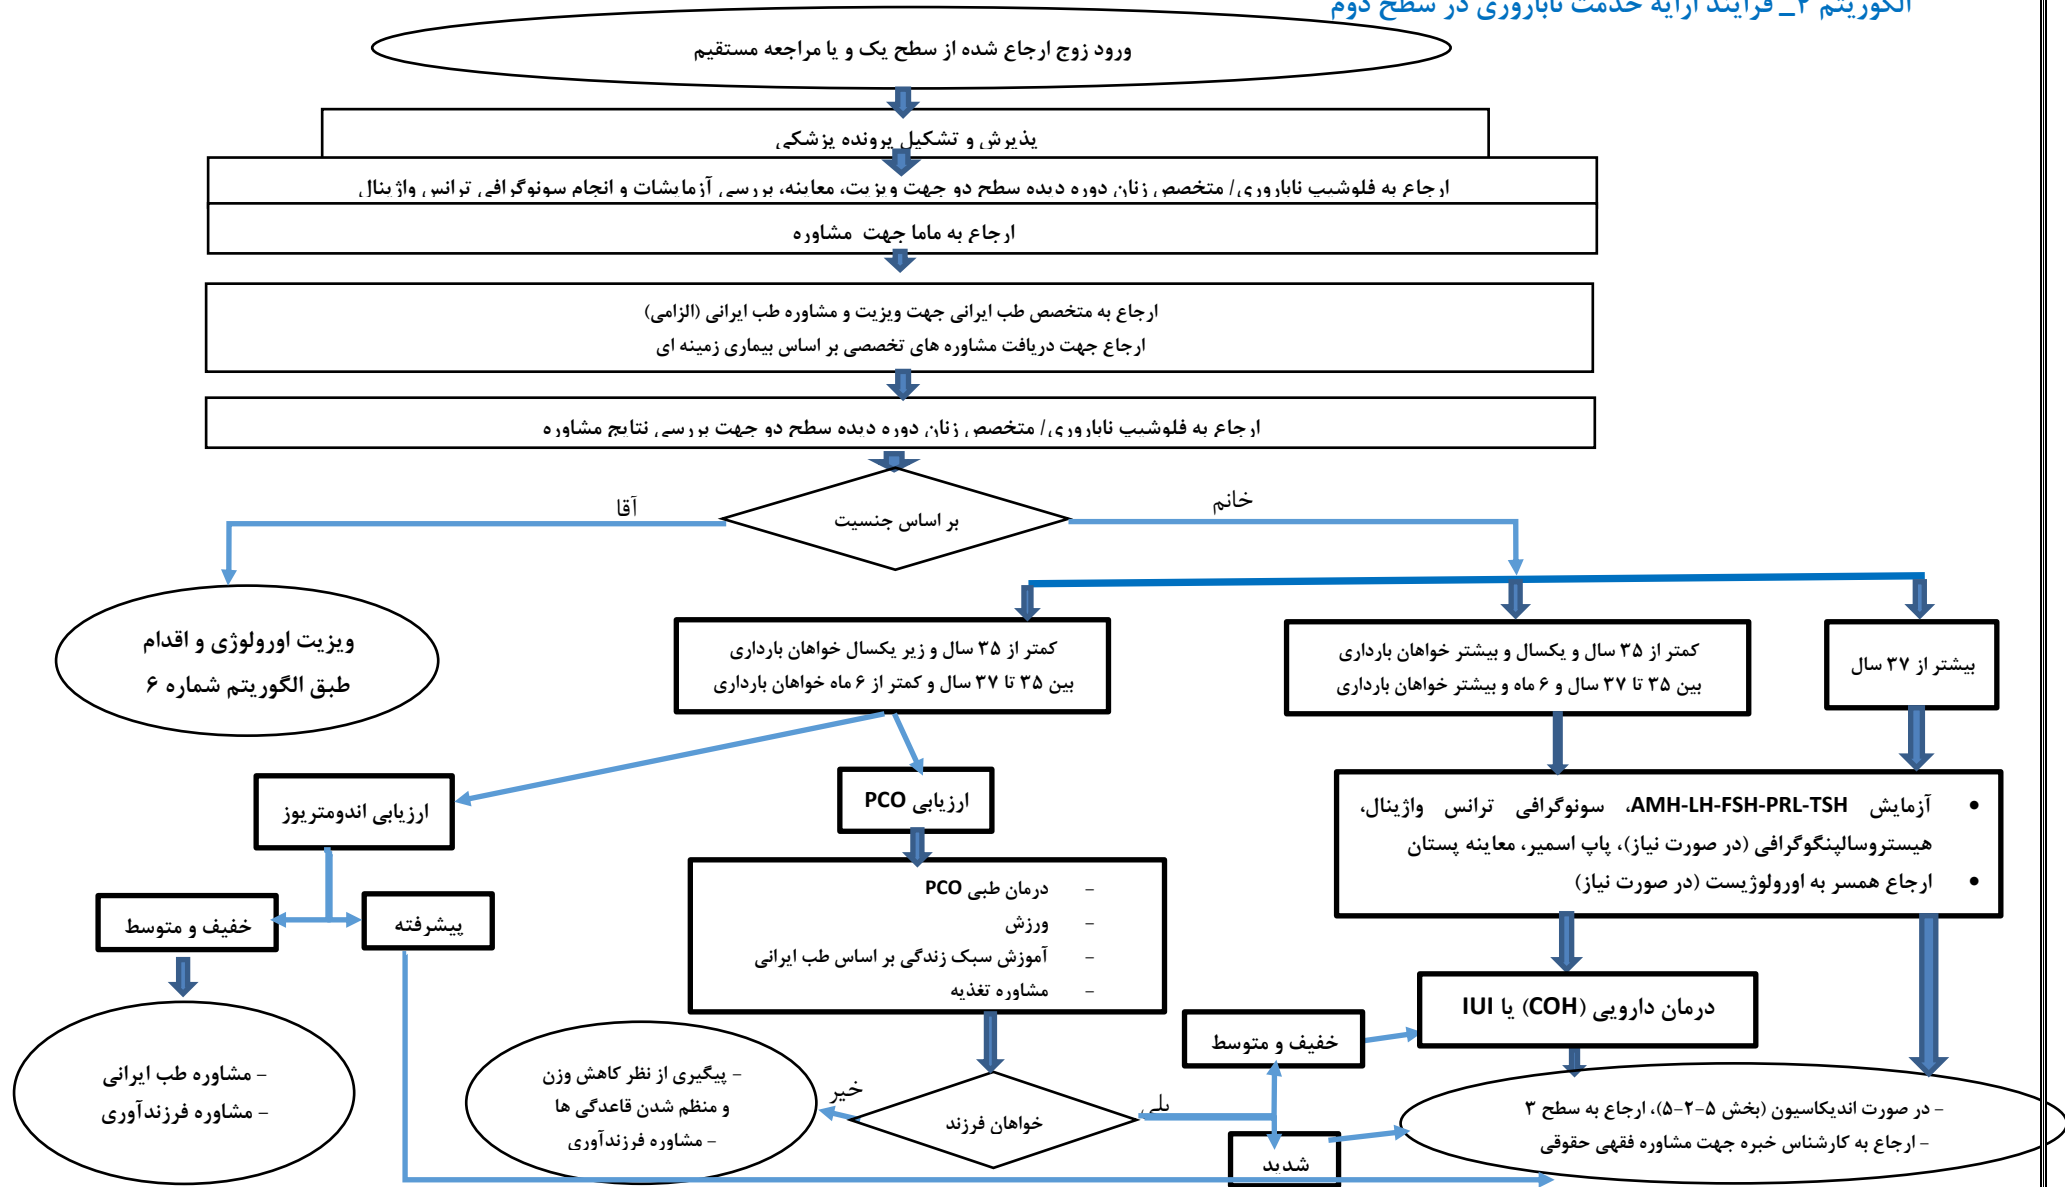 الگوریتم ۲_ فرایند ارایه خدمت ناباروری در سطح دوم
ورود زوج ارجاع شده از سطح یک و یا مراجعه مستقیم
پذیرش و تشکیل پرونده پزشکی
ارجاع به فلوشیپ ناباروری/ متخصص زنان دوره دیده سطح دو جهت ویزیت، معاینه، بررسی آزمایشات و انجام سونوگرافی ترانس واژینال
ارجاع به ماما جهت مشاوره
ارجاع به متخصص طب ایرانی جهت ویزیت و مشاوره طب ایرانی (الزامی)
ارجاع جهت دریافت مشاوره های تخصصی بر اساس بیماری زمینه ای
ارجاع به فلوشیپ ناباروری/ متخصص زنان دوره دیده سطح دو جهت بررسی نتایج مشاوره
بر اساس جنسیت
خانم
آقا
بیشتر از ۳۷ سال
کمتر از ۳۵ سال و یکسال و بیشتر خواهان بارداری
بین ۳۵ تا ۳۷ سال و ۶ ماه و بیشتر خواهان بارداری
کمتر از ۳۵ سال و زیر یکسال خواهان بارداری
بین ۳۵ تا ۳۷ سال و کمتر از ۶ ماه خواهان بارداری
ویزیت اورولوژی و اقدام
طبق الگوریتم شماره ۶
• آزمایش AMH-LH-FSH-PRL-TSH، سونوگرافی ترانس واژینال،
هیستروسالپنگوگرافی (در صورت نیاز)، پاپ اسمیر، معاینه پستان
• ارجاع همسر به اورولوژیست (در صورت نیاز)
ارزیابی PCO
ارزیابی اندومتریوز
- درمان طبی PCO
- ورزش
- آموزش سبک زندگی بر اساس طب ایرانی
- مشاوره تغذیه
پیشرفته
خفیف و متوسط
درمان دارویی (COH) یا IUI
خفیف و متوسط
شدید
بلی
خواهان فرزند
خیر
- پیگیری از نظر کاهش وزن
و منظم شدن قاعدگی ها
- مشاوره فرزندآوری
- مشاوره طب ایرانی
- مشاوره فرزندآوری
- در صورت اندیکاسیون (بخش ۵-۲-۵)، ارجاع به سطح ۳
- ارجاع به کارشناس خبره جهت مشاوره فقهی حقوقی